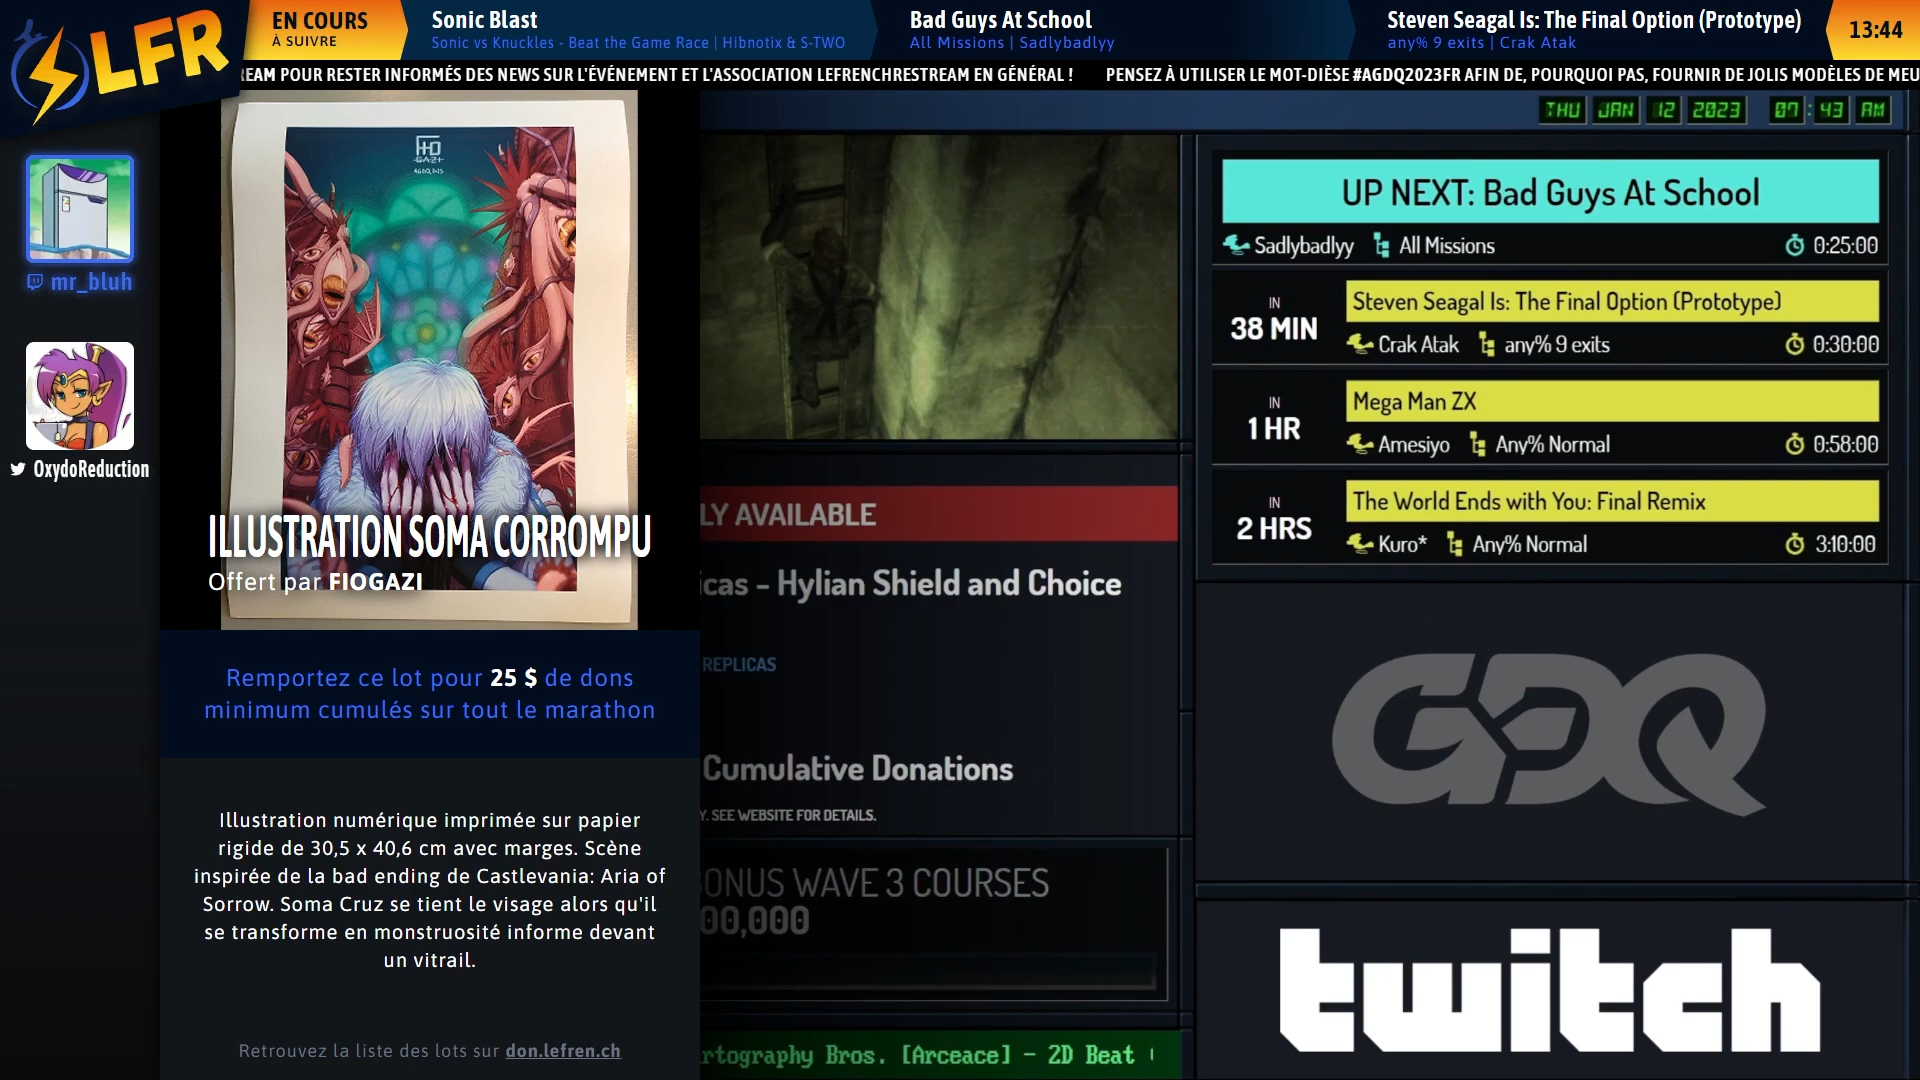 LFR
EN COURS
À SUIVRE
Sonic Blast
Sonic vs Knuckles - Beat the Game Race | Hibnotix & S-TWO
Bad Guys At School
All Missions | Sadlybadlyy
Steven Seagal Is: The Final Option (Prototype)
any% 9 exits | Crak Atak
13:44
REAM POUR RESTER INFORMÉS DES NEWS SUR L'ÉVÉNEMENT ET L'ASSOCIATION LEFRENCHRESTREAM EN GÉNÉRAL ! PENSEZ À UTILISER LE MOT-DIÈSE #AGDQ2023FR AFIN DE, POURQUOI PAS, FOURNIR DE JOLIS MODÈLES DE MEU
mr_bluh
OxydoReduction
GAZI
ILLUSTRATION SOMA CORROMPU
Offert par FIOGAZI
Remportez ce lot pour 25 $ de dons
minimum cumulés sur tout le marathon
Illustration numérique imprimée sur papier
rigide de 30,5 x 40,6 cm avec marges. Scène
inspirée de la bad ending de Castlevania: Aria of
Sorrow. Soma Cruz se tient le visage alors qu'il
se transforme en monstruosité informe devant
un vitrail.
Retrouvez la liste des lots sur don.lefren.ch
LY AVAILABLE
icas - Hylian Shield and Choice
REPLICAS
Cumulative Donations
Y. SEE WEBSITE FOR DETAILS.
ONUS WAVE 3 COURSES
00,000
rtography Bros. [Arceace] - 2D Beat
THU JAN 12 2023 07:43 AM
UP NEXT: Bad Guys At School
Sadlybadlyy All Missions 0:25:00
IN
38 MIN
Steven Seagal Is: The Final Option (Prototype)
Crak Atak any% 9 exits 0:30:00
IN
1 HR
Mega Man ZX
Amesiyo Any% Normal 0:58:00
IN
2 HRS
The World Ends with You: Final Remix
Kuro* Any% Normal 3:10:00
GDQ
twitch